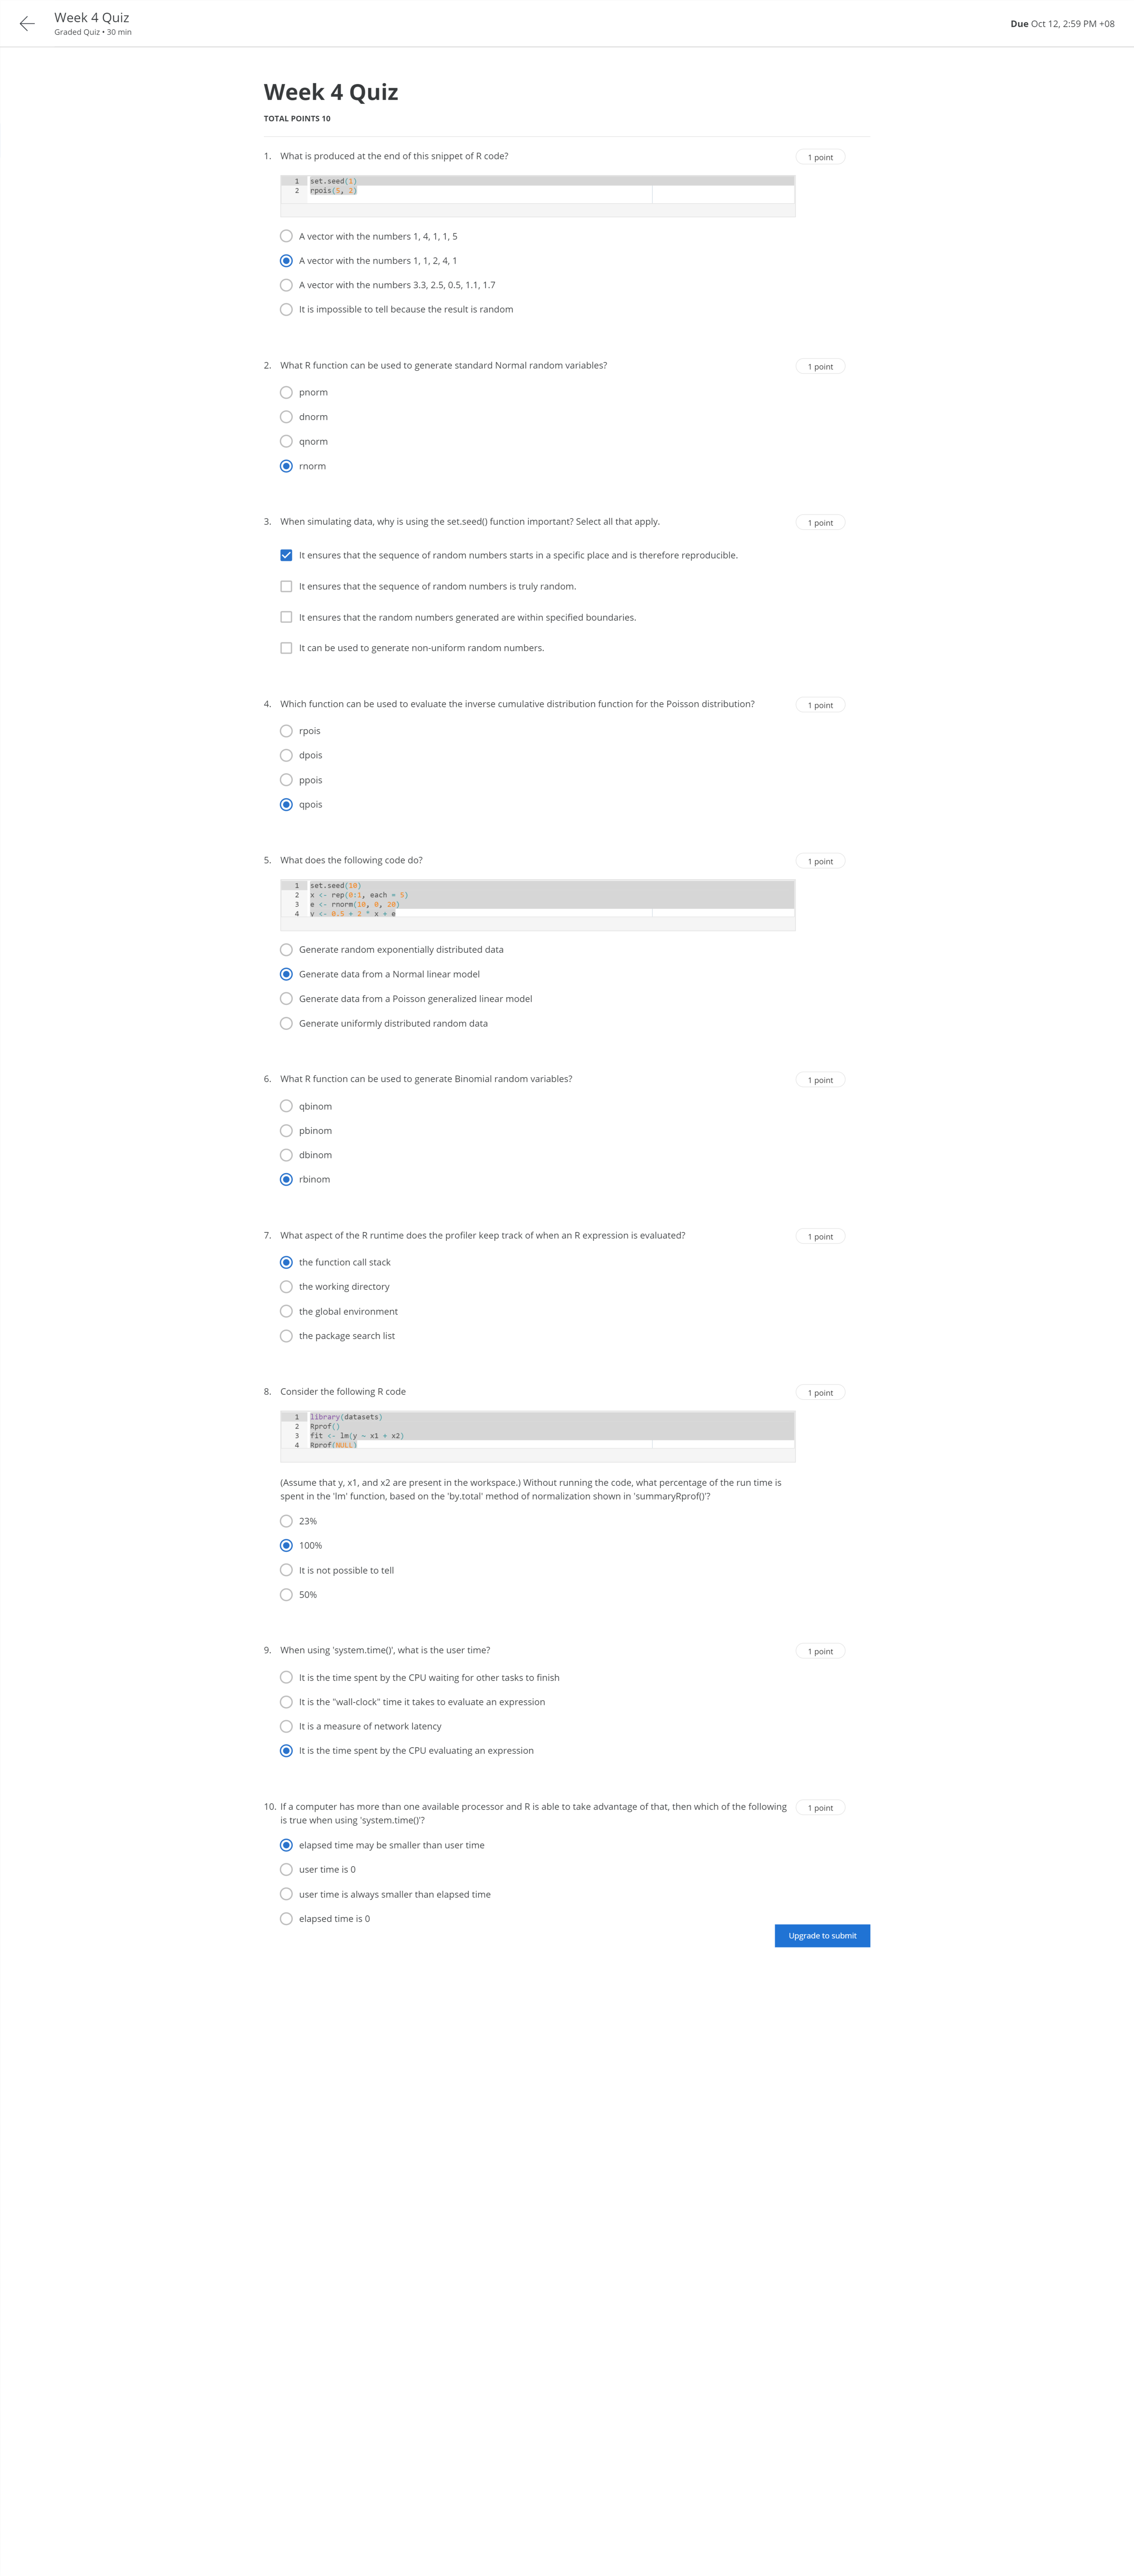 Week 4 Quiz
Graded Quiz • 30 min
Due Oct 12, 2:59 PM +08
Week 4 Quiz
TOTAL POINTS 10
1. What is produced at the end of this snippet of R code?
1 point
1 set.seed(1)
2 rpois(5, 2)
A vector with the numbers 1, 4, 1, 1, 5
A vector with the numbers 1, 1, 2, 4, 1
A vector with the numbers 3.3, 2.5, 0.5, 1.1, 1.7
It is impossible to tell because the result is random
2. What R function can be used to generate standard Normal random variables?
1 point
pnorm
dnorm
qnorm
rnorm
3. When simulating data, why is using the set.seed() function important? Select all that apply.
1 point
It ensures that the sequence of random numbers starts in a specific place and is therefore reproducible.
It ensures that the sequence of random numbers is truly random.
It ensures that the random numbers generated are within specified boundaries.
It can be used to generate non-uniform random numbers.
4. Which function can be used to evaluate the inverse cumulative distribution function for the Poisson distribution?
1 point
rpois
dpois
ppois
qpois
5. What does the following code do?
1 point
1 set.seed(10)
2 x <- rep(0:1, each = 5)
3 e <- rnorm(10, 0, 20)
4 y <- 0.5 + 2 * x + e
Generate random exponentially distributed data
Generate data from a Normal linear model
Generate data from a Poisson generalized linear model
Generate uniformly distributed random data
6. What R function can be used to generate Binomial random variables?
1 point
qbinom
pbinom
dbinom
rbinom
7. What aspect of the R runtime does the profiler keep track of when an R expression is evaluated?
1 point
the function call stack
the working directory
the global environment
the package search list
8. Consider the following R code
1 point
1 library(datasets)
2 Rprof()
3 fit <- lm(y ~ x1 + x2)
4 Rprof(NULL)
(Assume that y, x1, and x2 are present in the workspace.) Without running the code, what percentage of the run time is
spent in the 'lm' function, based on the 'by.total' method of normalization shown in 'summaryRprof()'?
23%
100%
It is not possible to tell
50%
9. When using 'system.time()', what is the user time?
1 point
It is the time spent by the CPU waiting for other tasks to finish
It is the "wall-clock" time it takes to evaluate an expression
It is a measure of network latency
It is the time spent by the CPU evaluating an expression
10. If a computer has more than one available processor and R is able to take advantage of that, then which of the following
is true when using 'system.time()'?
1 point
elapsed time may be smaller than user time
user time is 0
user time is always smaller than elapsed time
elapsed time is 0
Upgrade to submit